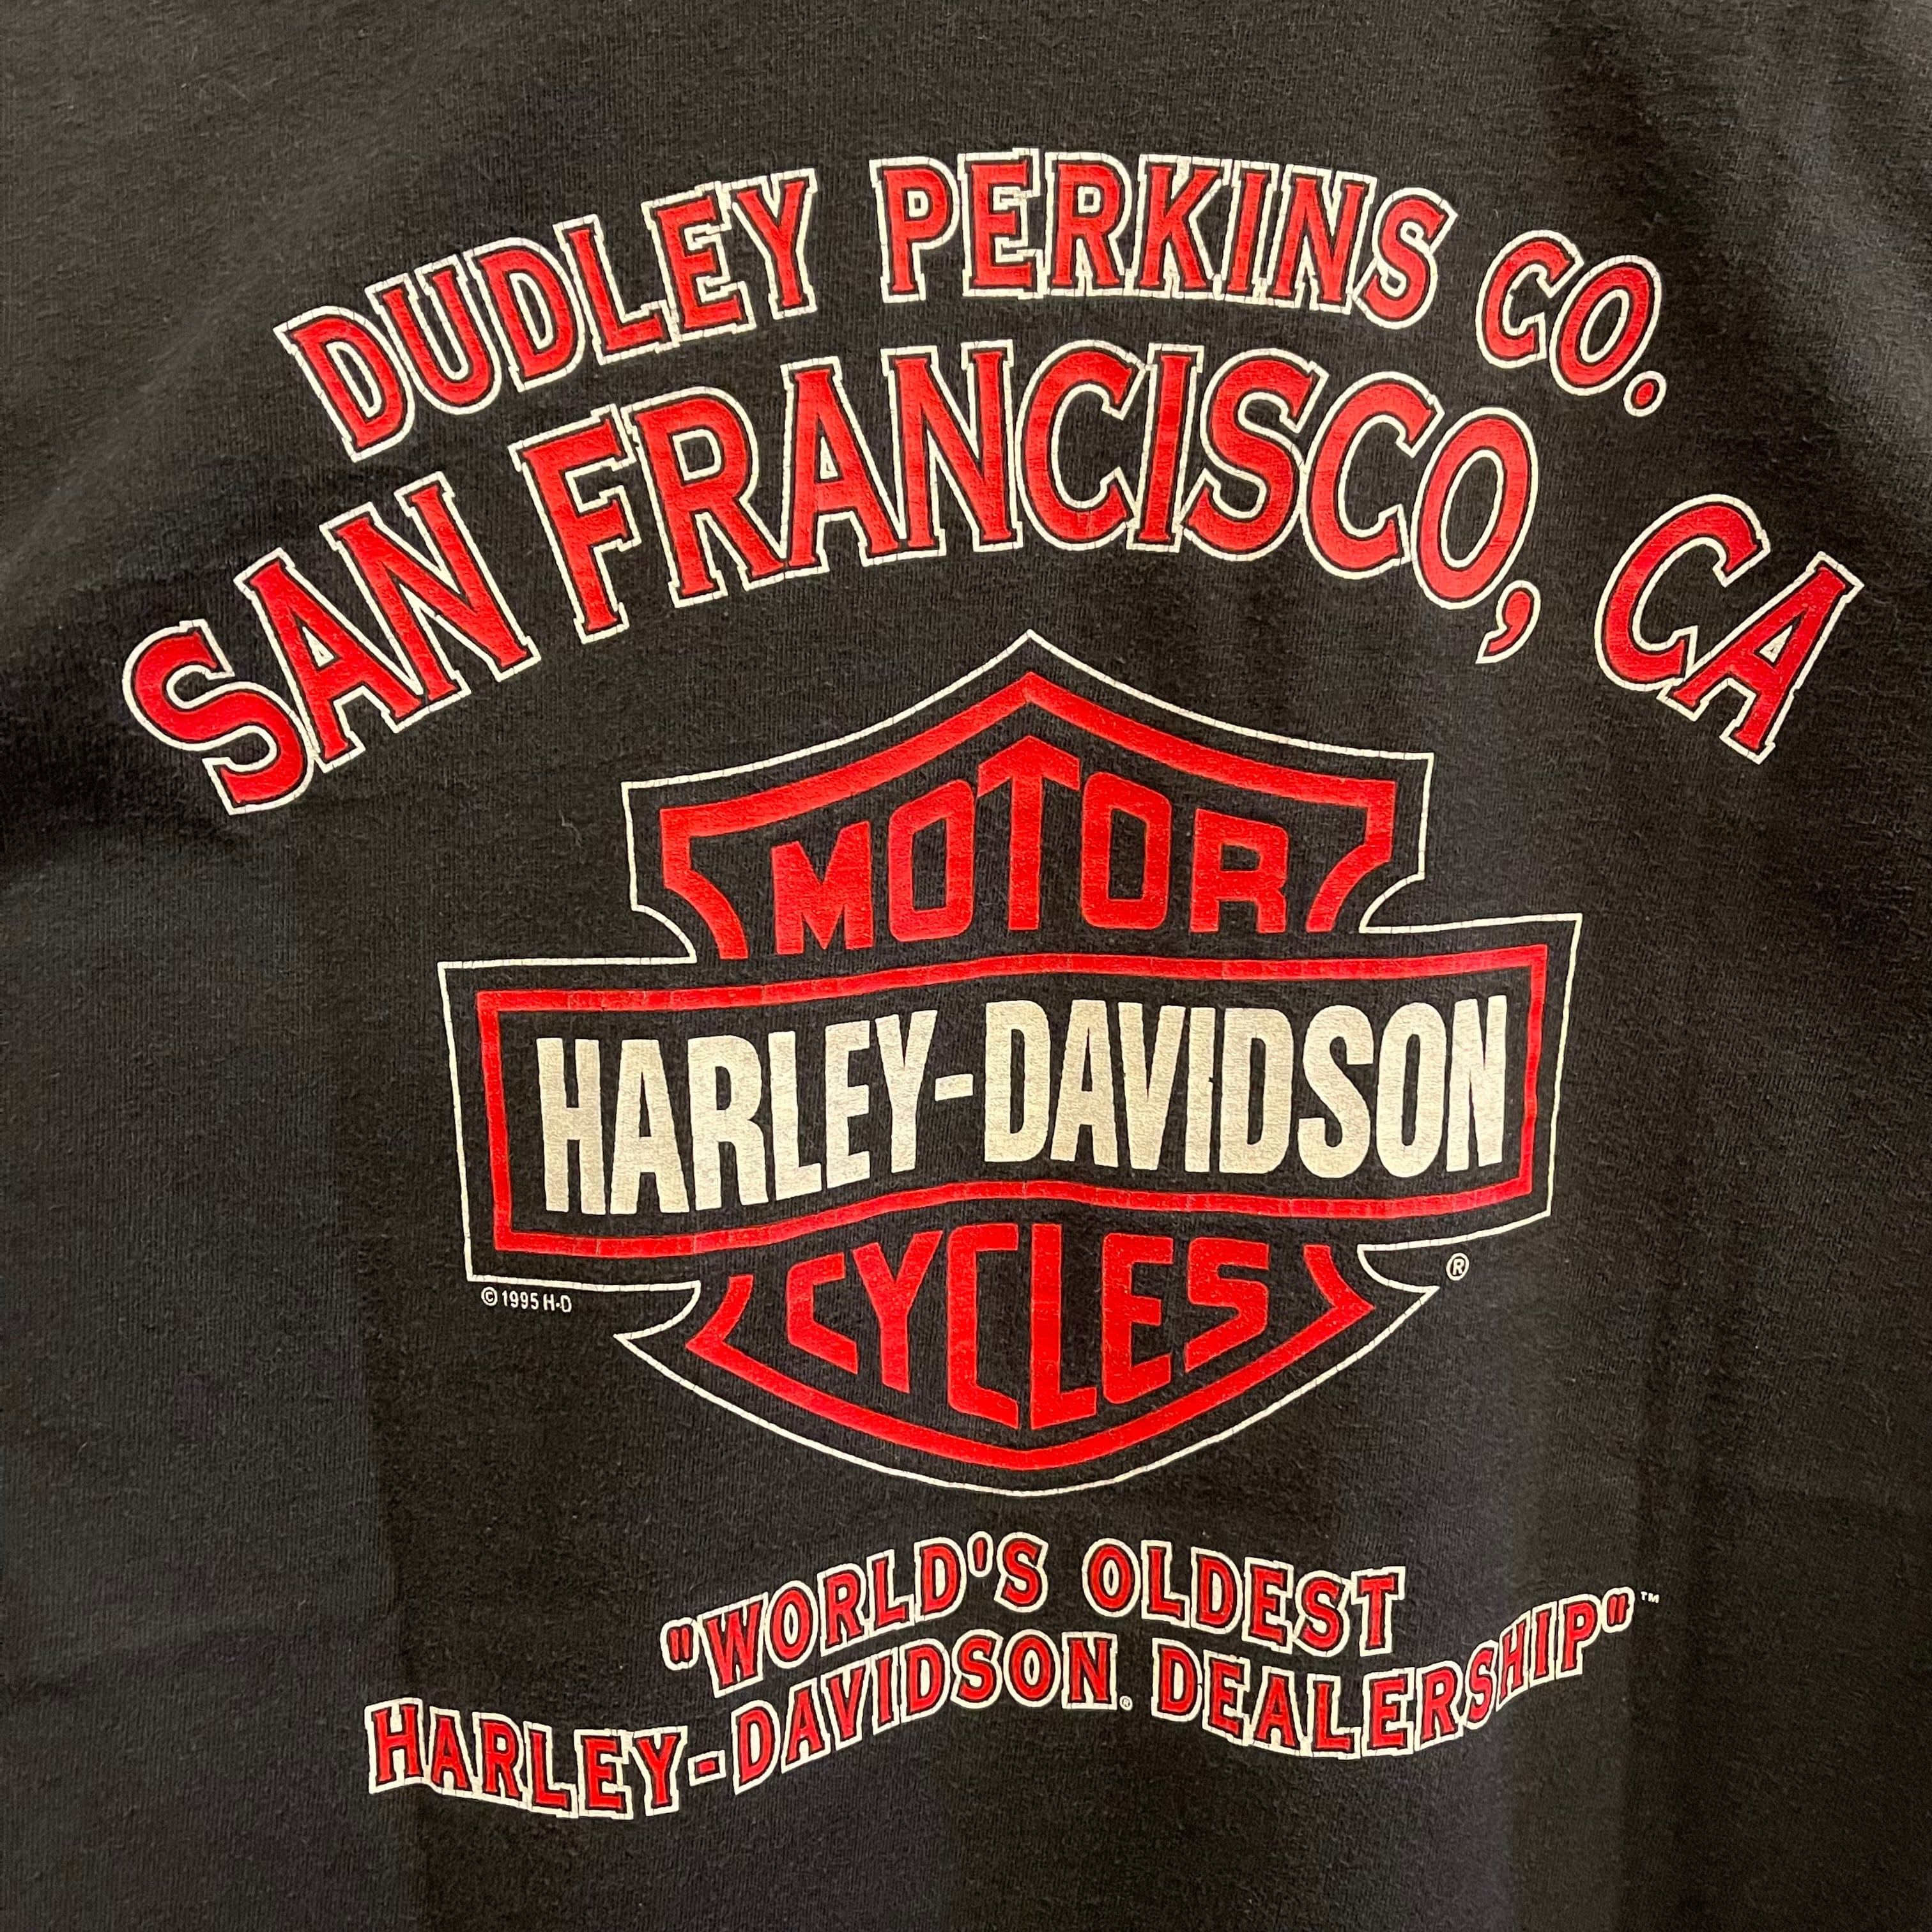 DUDLEY PERKINS CO.
SAN FRANCISCO, CA
MOTOR
HARLEY-DAVIDSON
CYCLES
®
© 1995 H-D
"WORLD'S OLDEST
HARLEY-DAVIDSON® DEALERSHIP"™